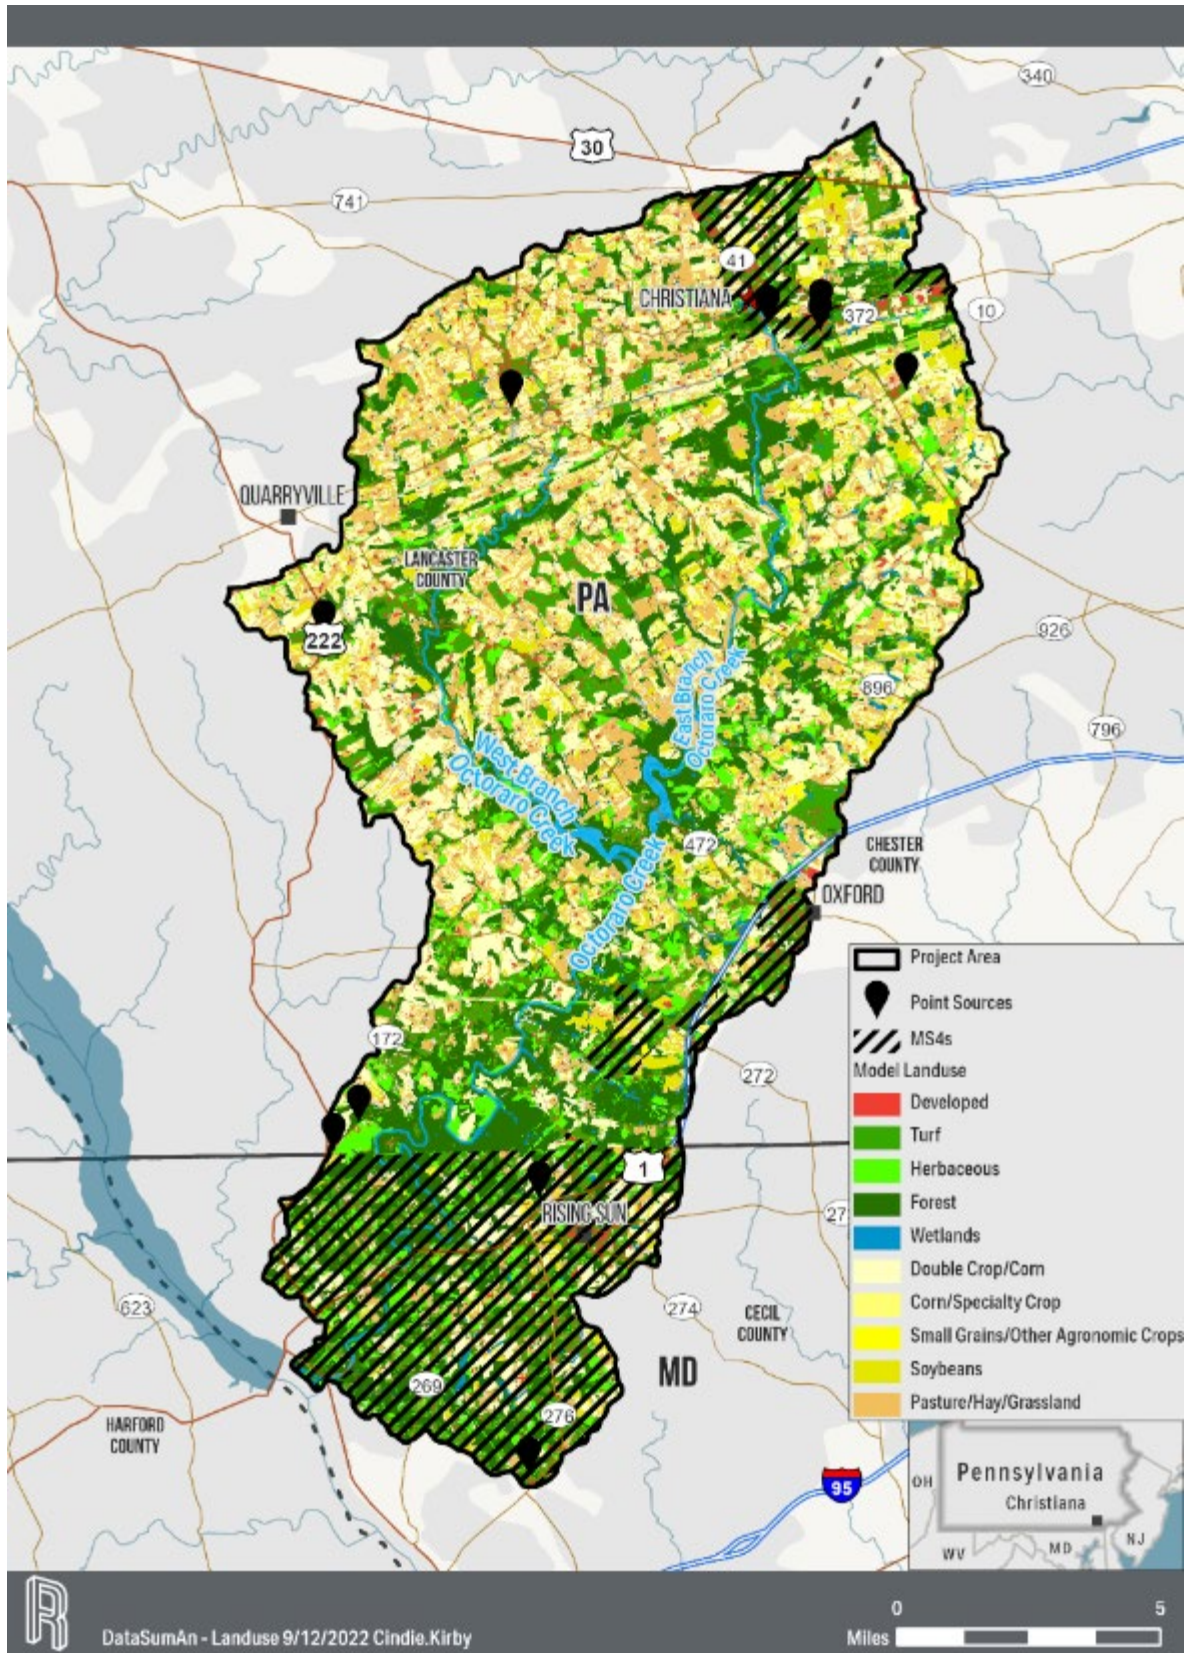 340
30
741
41
CHRISTIANA
372
10
QUARRYVILLE
LANCASTER
COUNTY
PA
222
926
896
East Branch
Octoraro Creek
796
West Branch
Octoraro Creek
472
CHESTER
COUNTY
OXFORD
Octoraro Creek
172
272
1
RISING SUN
27
623
274
CECIL
COUNTY
MD
269
276
HARFORD
COUNTY
95
Project Area
Point Sources
MS4s
Model Landuse
Developed
Turf
Herbaceous
Forest
Wetlands
Double Crop/Corn
Corn/Specialty Crop
Small Grains/Other Agronomic Crops
Soybeans
Pasture/Hay/Grassland
OH
Pennsylvania
Christiana
WV
MD
NJ
R
DataSumAn - Landuse 9/12/2022 Cindie.Kirby
0 5
Miles